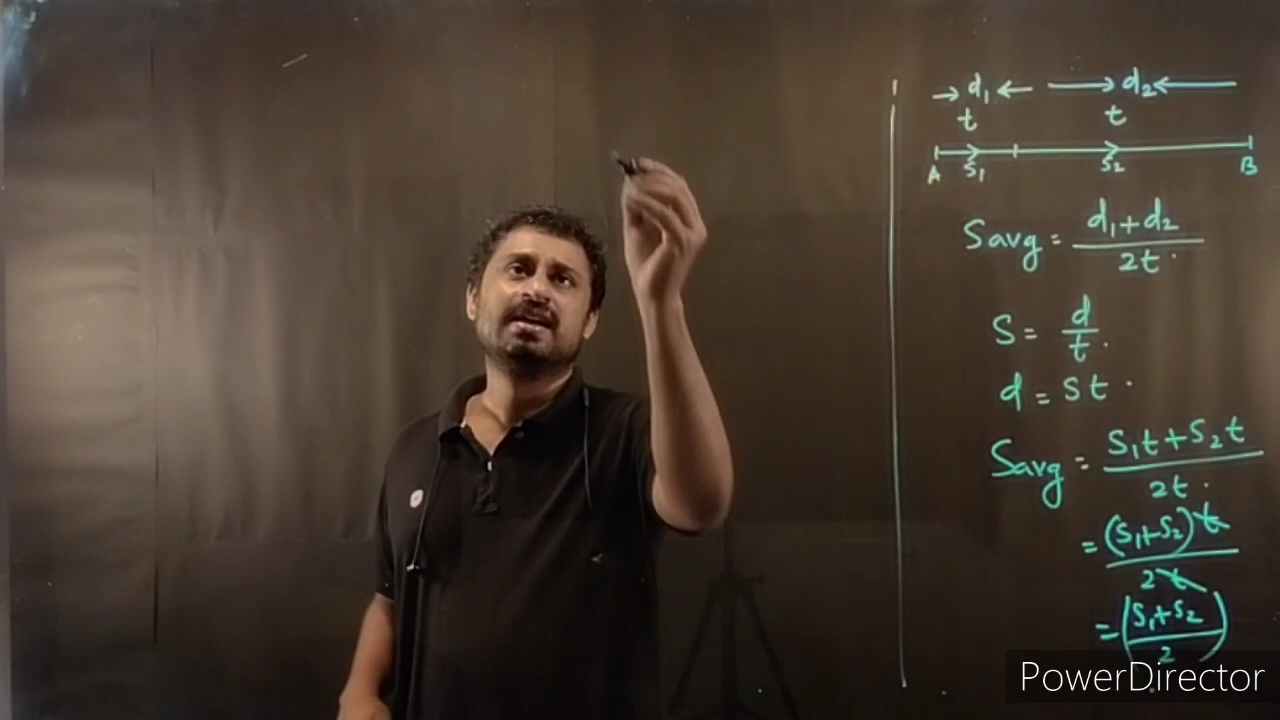 → d₁ ← → d₂ ←
t t
A S₁ S₂ B
Savg = d₁+d₂ / 2t.
S = d / t.
d = St.
Savg = S₁t+S₂t / 2t.
= (S₁+S₂)t / 2t
= (S₁+S₂ / 2)
PowerDirector